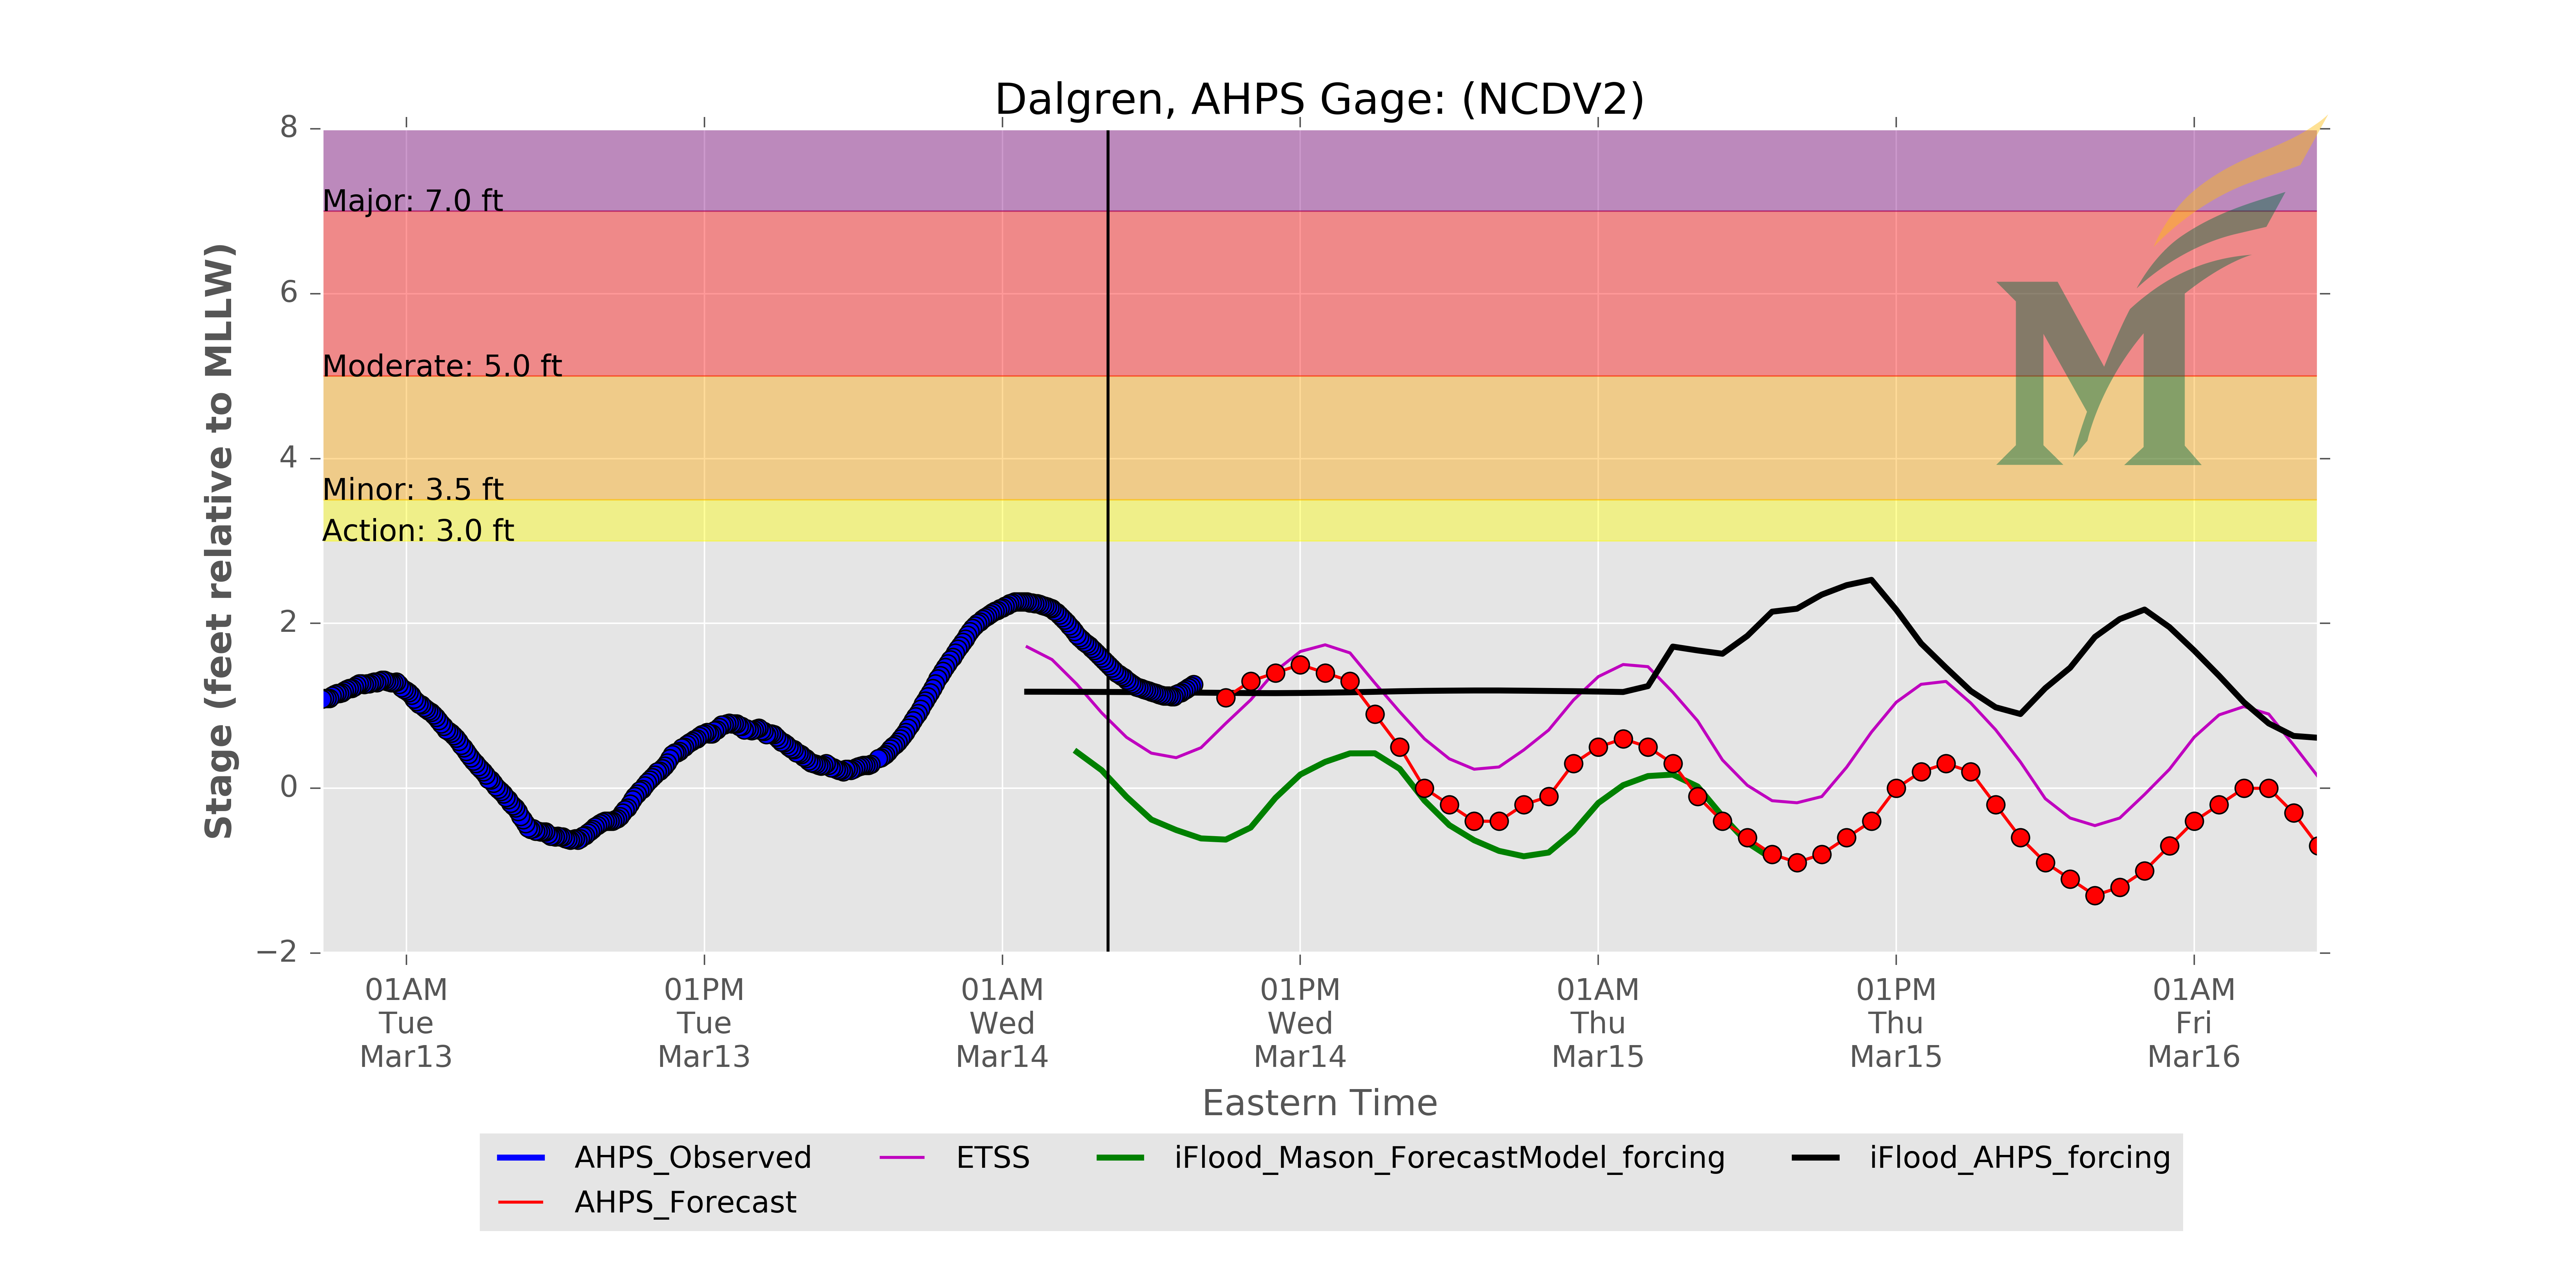 Dalgren, AHPS Gage: (NCDV2)
8
Major: 7.0 ft
6
Moderate: 5.0 ft
4
Minor: 3.5 ft
Action: 3.0 ft
2
0
−2
Stage (feet relative to MLLW)
01AM 01PM 01AM 01PM 01AM 01PM 01AM
Tue Tue Wed Wed Thu Thu Fri
Mar13 Mar13 Mar14 Mar14 Mar15 Mar15 Mar16
Eastern Time
AHPS_Observed ETSS iFlood_Mason_ForecastModel_forcing iFlood_AHPS_forcing
AHPS_Forecast
M